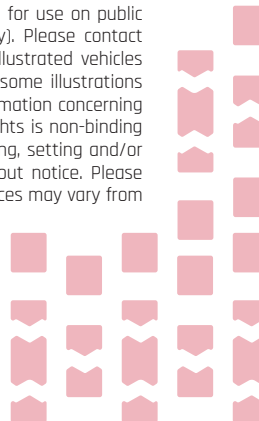 for use on public
y). Please contact
llustrated vehicles
some illustrations
mation concerning
hts is non-binding
ng, setting and/or
out notice. Please
ces may vary from